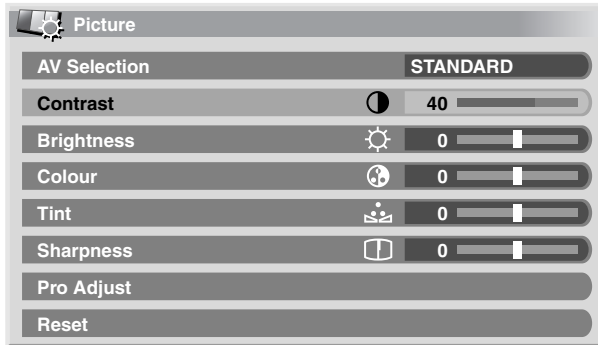 Picture
AV Selection STANDARD
Contrast 40
Brightness 0
Colour 0
Tint 0
Sharpness 0
Pro Adjust
Reset